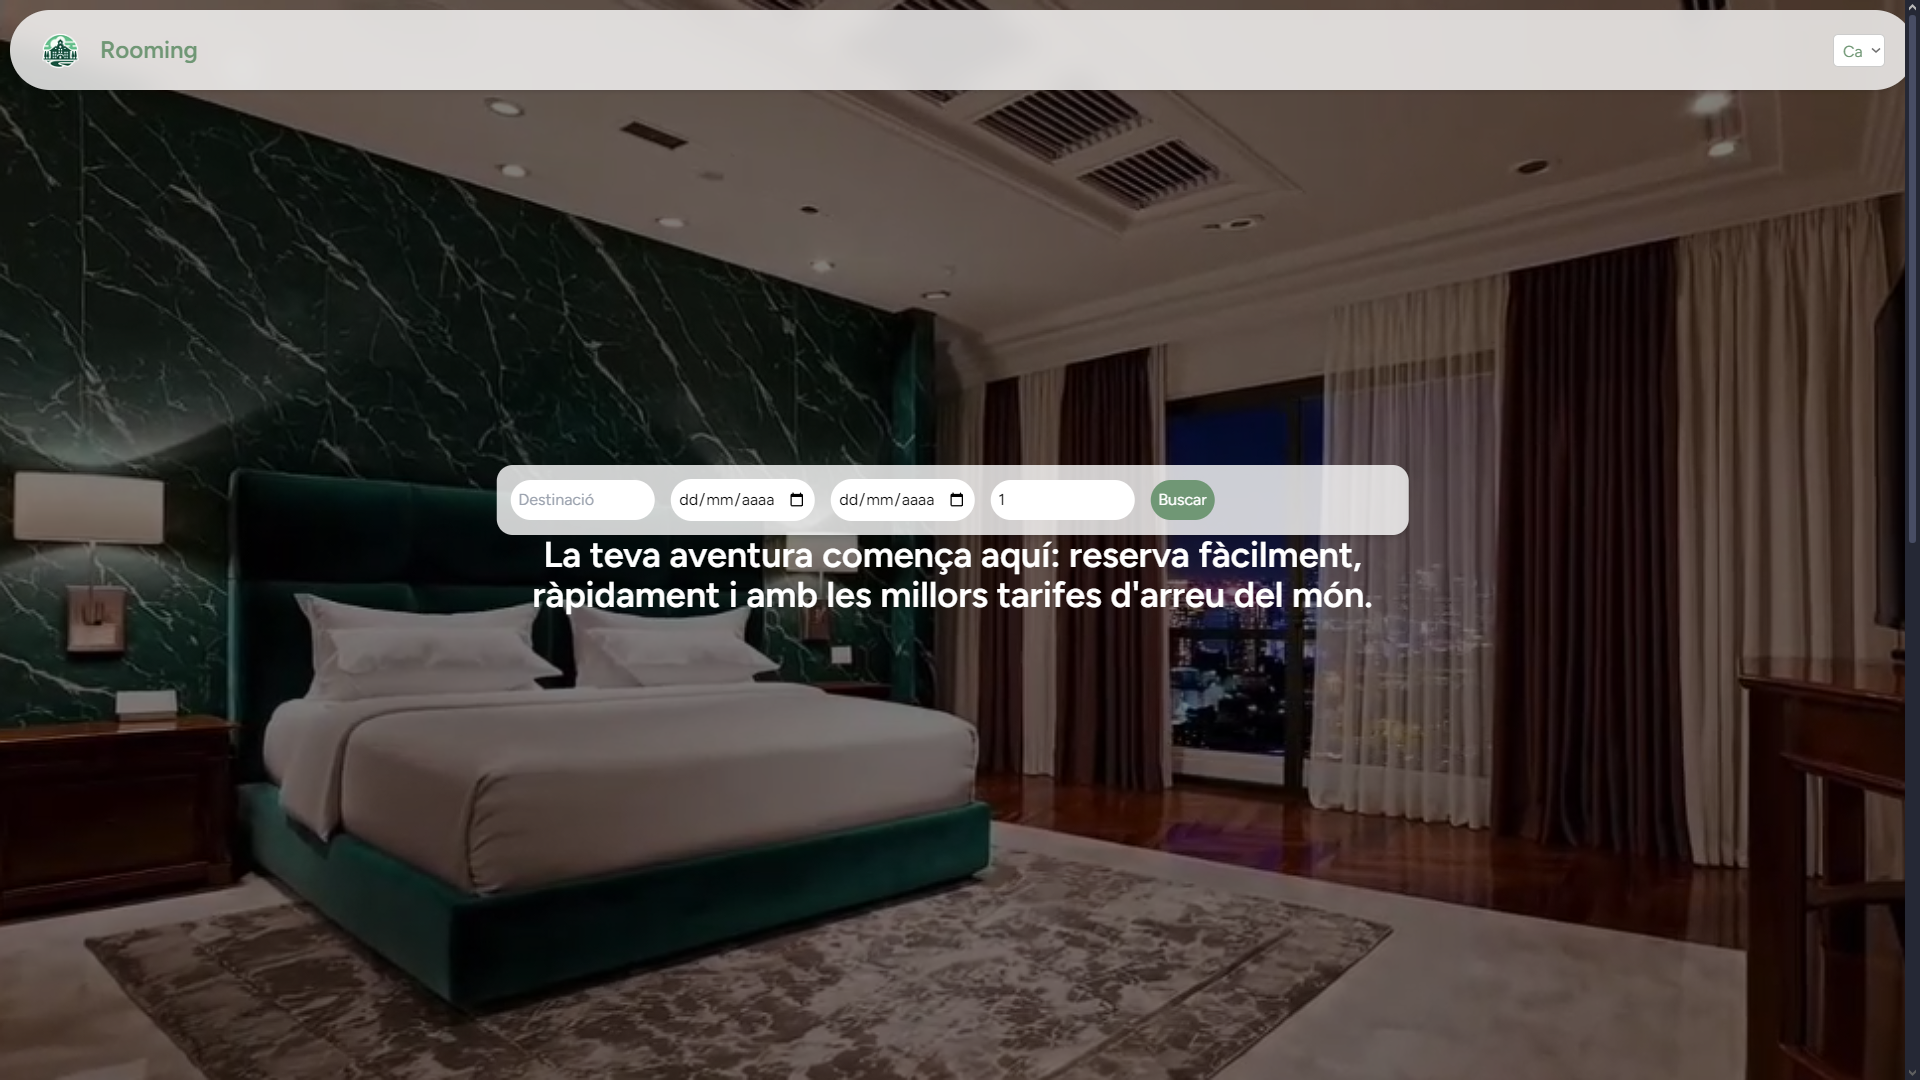 Rooming
Ca
Destinació
dd/mm/aaaa
dd/mm/aaaa
1
Buscar
La teva aventura comença aquí: reserva fàcilment,
ràpidament i amb les millors tarifes d'arreu del món.